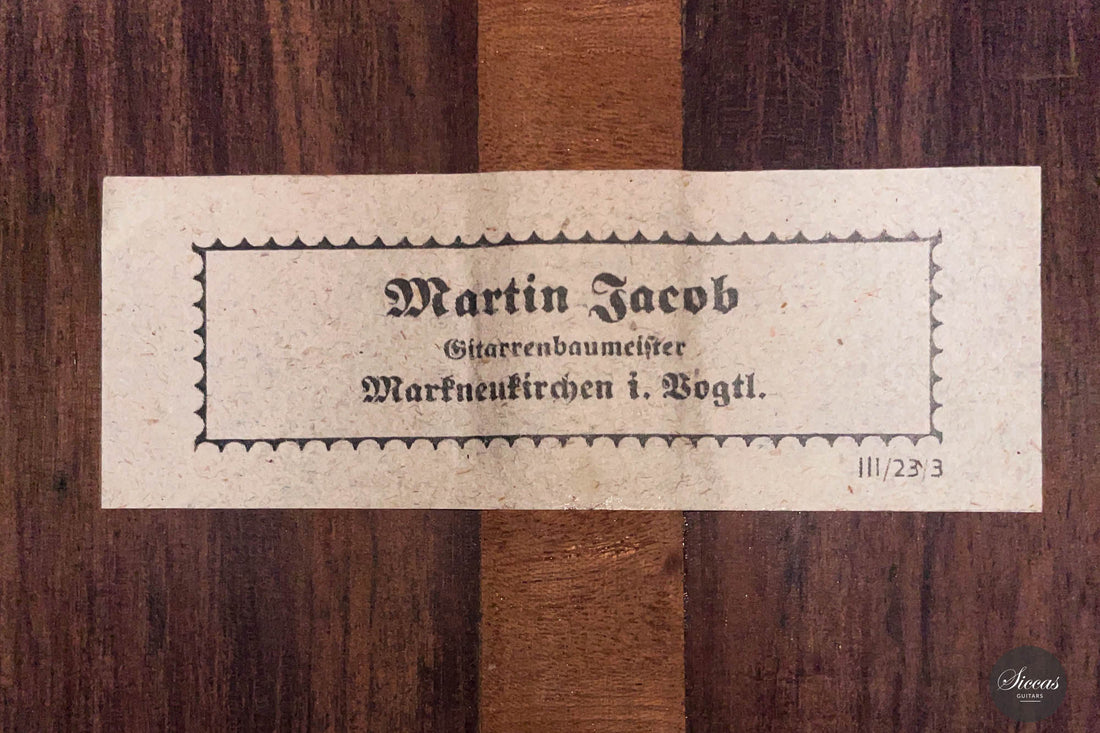 Martin Jacob
Gitarrenbaumeister
Markneukirchen i. Vogtl.
III/23/3
Siccas
GUITARS